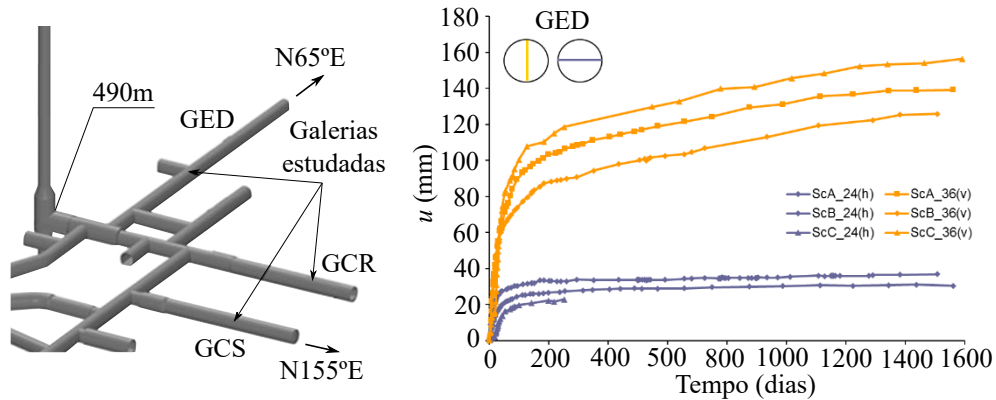 N65ºE
490m
GED
Galerias
estudadas
GCR
GCS
N155ºE
GED
u (mm)
180
160
140
120
100
80
60
40
20
0
ScA_24(h) ScA_36(v)
ScB_24(h) ScB_36(v)
ScC_24(h) ScC_36(v)
0 200 400 600 800 1000 1200 1400 1600
Tempo (dias)